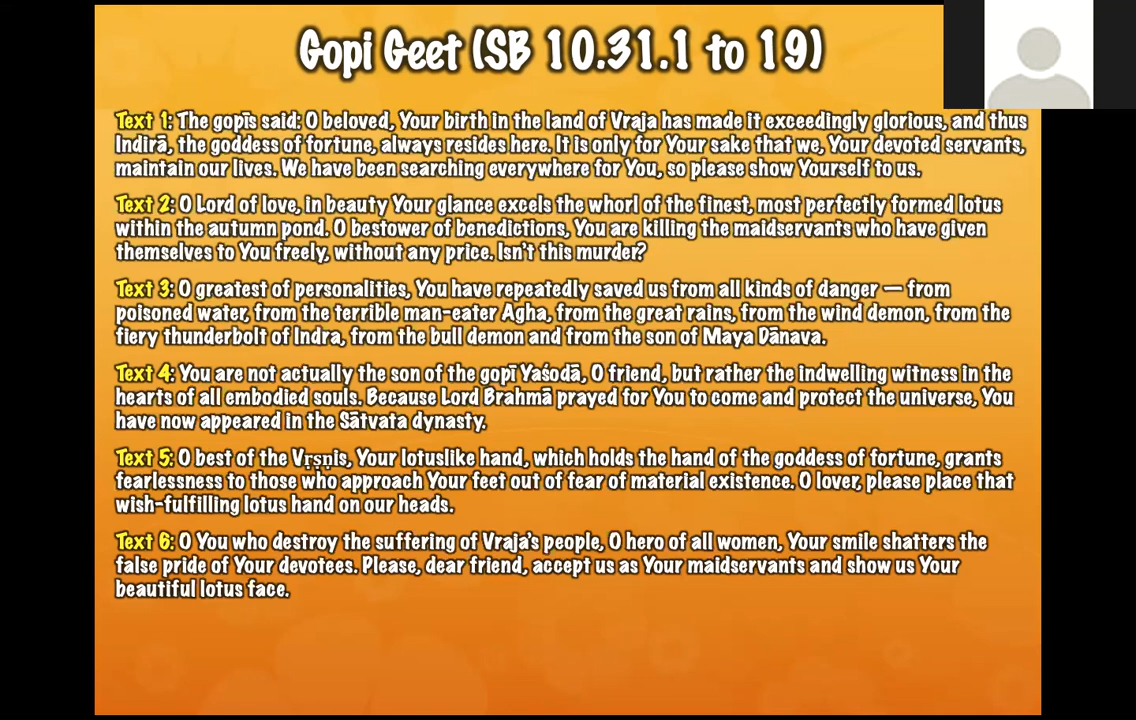 Gopi Geet (SB 10.31.1 to 19)
Text 1: The gopīs said: O beloved, Your birth in the land of Vraja has made it exceedingly glorious, and thus
Indirā, the goddess of fortune, always resides here. It is only for Your sake that we, Your devoted servants,
maintain our lives. We have been searching everywhere for You, so please show Yourself to us.
Text 2: O Lord of love, in beauty Your glance excels the whorl of the finest, most perfectly formed lotus
within the autumn pond. O bestower of benedictions, You are killing the maidservants who have given
themselves to You freely, without any price. Isn't this murder?
Text 3: O greatest of personalities, You have repeatedly saved us from all kinds of danger — from
poisoned water, from the terrible man-eater Agha, from the great rains, from the wind demon, from the
fiery thunderbolt of Indra, from the bull demon and from the son of Maya Dānava.
Text 4: You are not actually the son of the gopī Yaśodā, O friend, but rather the indwelling witness in the
hearts of all embodied souls. Because Lord Brahmā prayed for You to come and protect the universe, You
have now appeared in the Sātvata dynasty.
Text 5: O best of the Vṛṣṇis, Your lotuslike hand, which holds the hand of the goddess of fortune, grants
fearlessness to those who approach Your feet out of fear of material existence. O lover, please place that
wish-fulfilling lotus hand on our heads.
Text 6: O You who destroy the suffering of Vraja's people, O hero of all women, Your smile shatters the
false pride of Your devotees. Please, dear friend, accept us as Your maidservants and show us Your
beautiful lotus face.